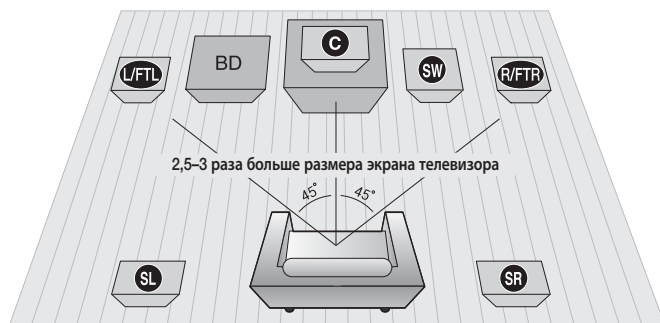 C
L/FTL
BD
SW
R/FTR
2,5–3 раза больше размера экрана телевизора
45˚ 45˚
SL
SR